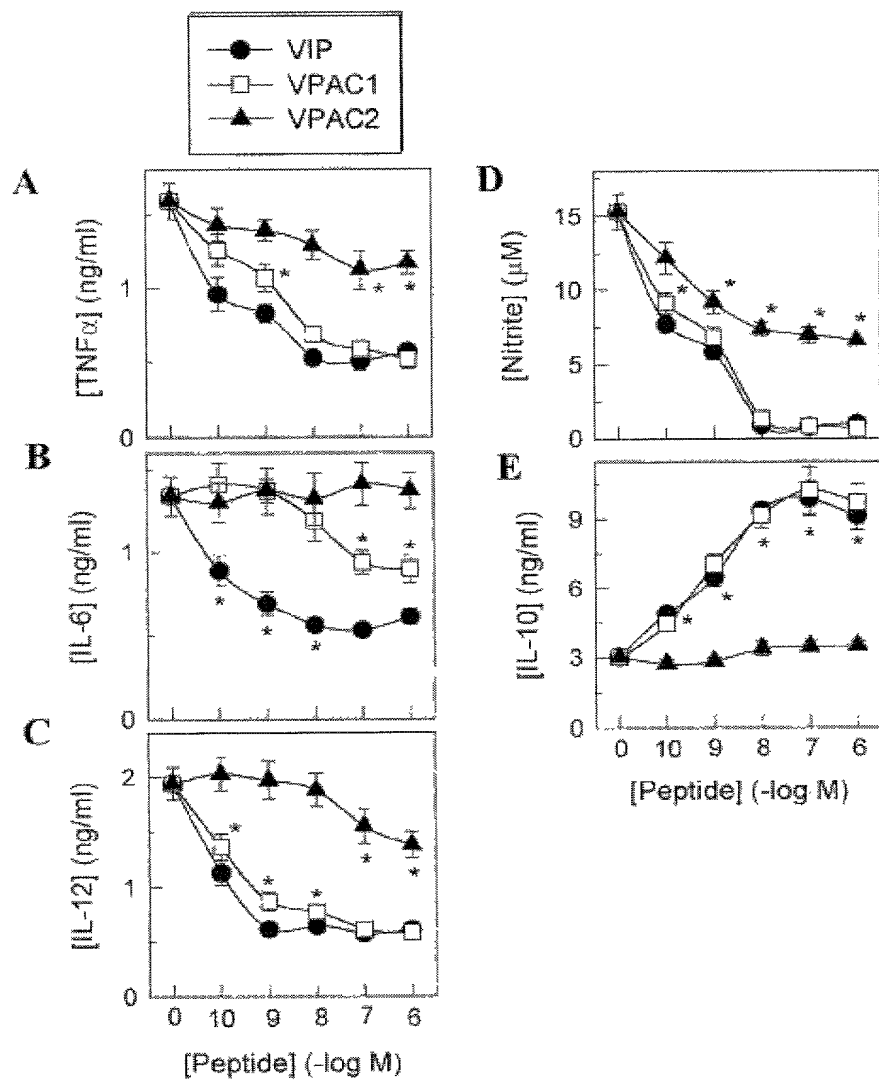 VIP
VPAC1
VPAC2
A
[TNFα] (ng/ml)
1
0
*
*
*
B
[IL-6] (ng/ml)
1
0
*
*
*
*
*
C
[IL-12] (ng/ml)
2
1
0
*
*
*
*
*
0 10 9 8 7 6
[Peptide] (-log M)
D
[Nitrite] (μM)
15
10
5
0
*
*
*
*
*
E
[IL-10] (ng/ml)
9
6
3
0
*
*
*
*
*
0 10 9 8 7 6
[Peptide] (-log M)